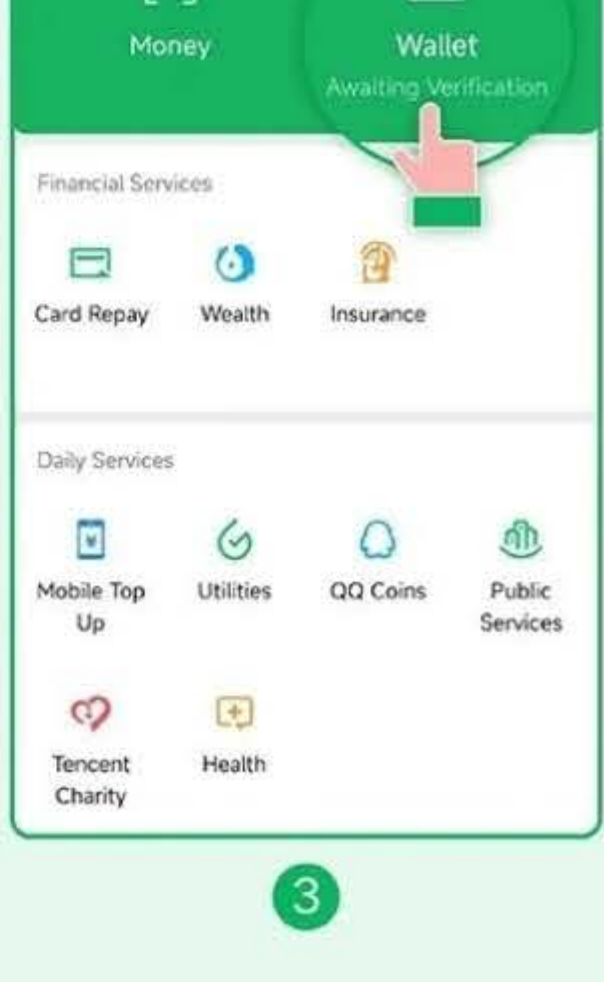 Money Wallet
Awaiting Verification
Financial Services
Card Repay Wealth Insurance
Daily Services
¥
Mobile Top Utilities QQ Coins Public
Up Services
Tencent Health
Charity
3